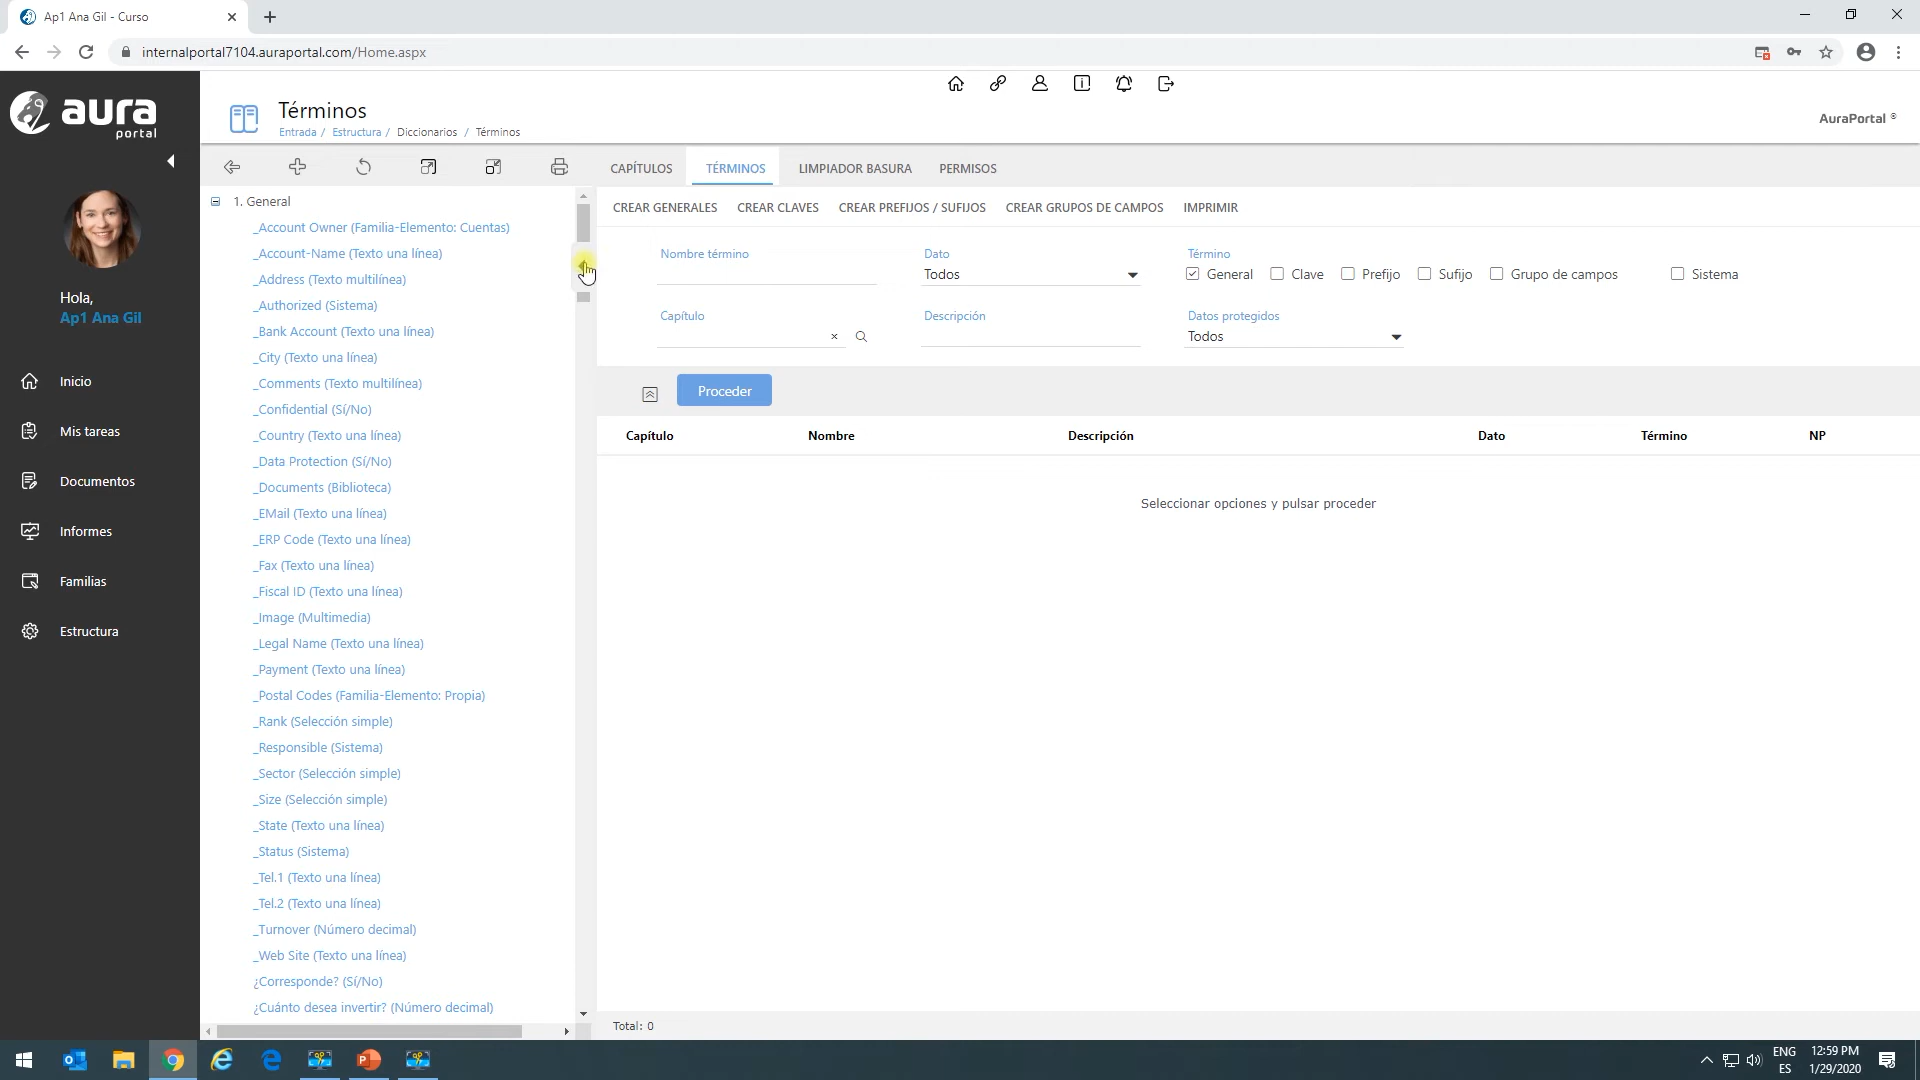 Ap1 Ana Gil - Curso
internalportal7104.auraportal.com/Home.aspx
aura
portal
Términos
Entrada / Estructura / Diccionarios / Términos
AuraPortal ®
Hola,
Ap1 Ana Gil
Inicio
Mis tareas
Documentos
Informes
Familias
Estructura
1. General
_Account Owner (Familia-Elemento: Cuentas)
_Account-Name (Texto una línea)
_Address (Texto multilínea)
_Authorized (Sistema)
_Bank Account (Texto una línea)
_City (Texto una línea)
_Comments (Texto multilínea)
_Confidential (Sí/No)
_Country (Texto una línea)
_Data Protection (Sí/No)
_Documents (Biblioteca)
_EMail (Texto una línea)
_ERP Code (Texto una línea)
_Fax (Texto una línea)
_Fiscal ID (Texto una línea)
_Image (Multimedia)
_Legal Name (Texto una línea)
_Payment (Texto una línea)
_Postal Codes (Familia-Elemento: Propia)
_Rank (Selección simple)
_Responsible (Sistema)
_Sector (Selección simple)
_Size (Selección simple)
_State (Texto una línea)
_Status (Sistema)
_Tel.1 (Texto una línea)
_Tel.2 (Texto una línea)
_Turnover (Número decimal)
_Web Site (Texto una línea)
¿Corresponde? (Sí/No)
¿Cuánto desea invertir? (Número decimal)
CAPÍTULOS TÉRMINOS LIMPIADOR BASURA PERMISOS
CREAR GENERALES CREAR CLAVES CREAR PREFIJOS / SUFIJOS CREAR GRUPOS DE CAMPOS IMPRIMIR
Nombre término Dato Término
Todos General Clave Prefijo Sufijo Grupo de campos Sistema
Capítulo Descripción Datos protegidos
Todos
Proceder
Capítulo Nombre Descripción Dato Término NP
Seleccionar opciones y pulsar proceder
Total: 0
ENG 12:59 PM
ES 1/29/2020